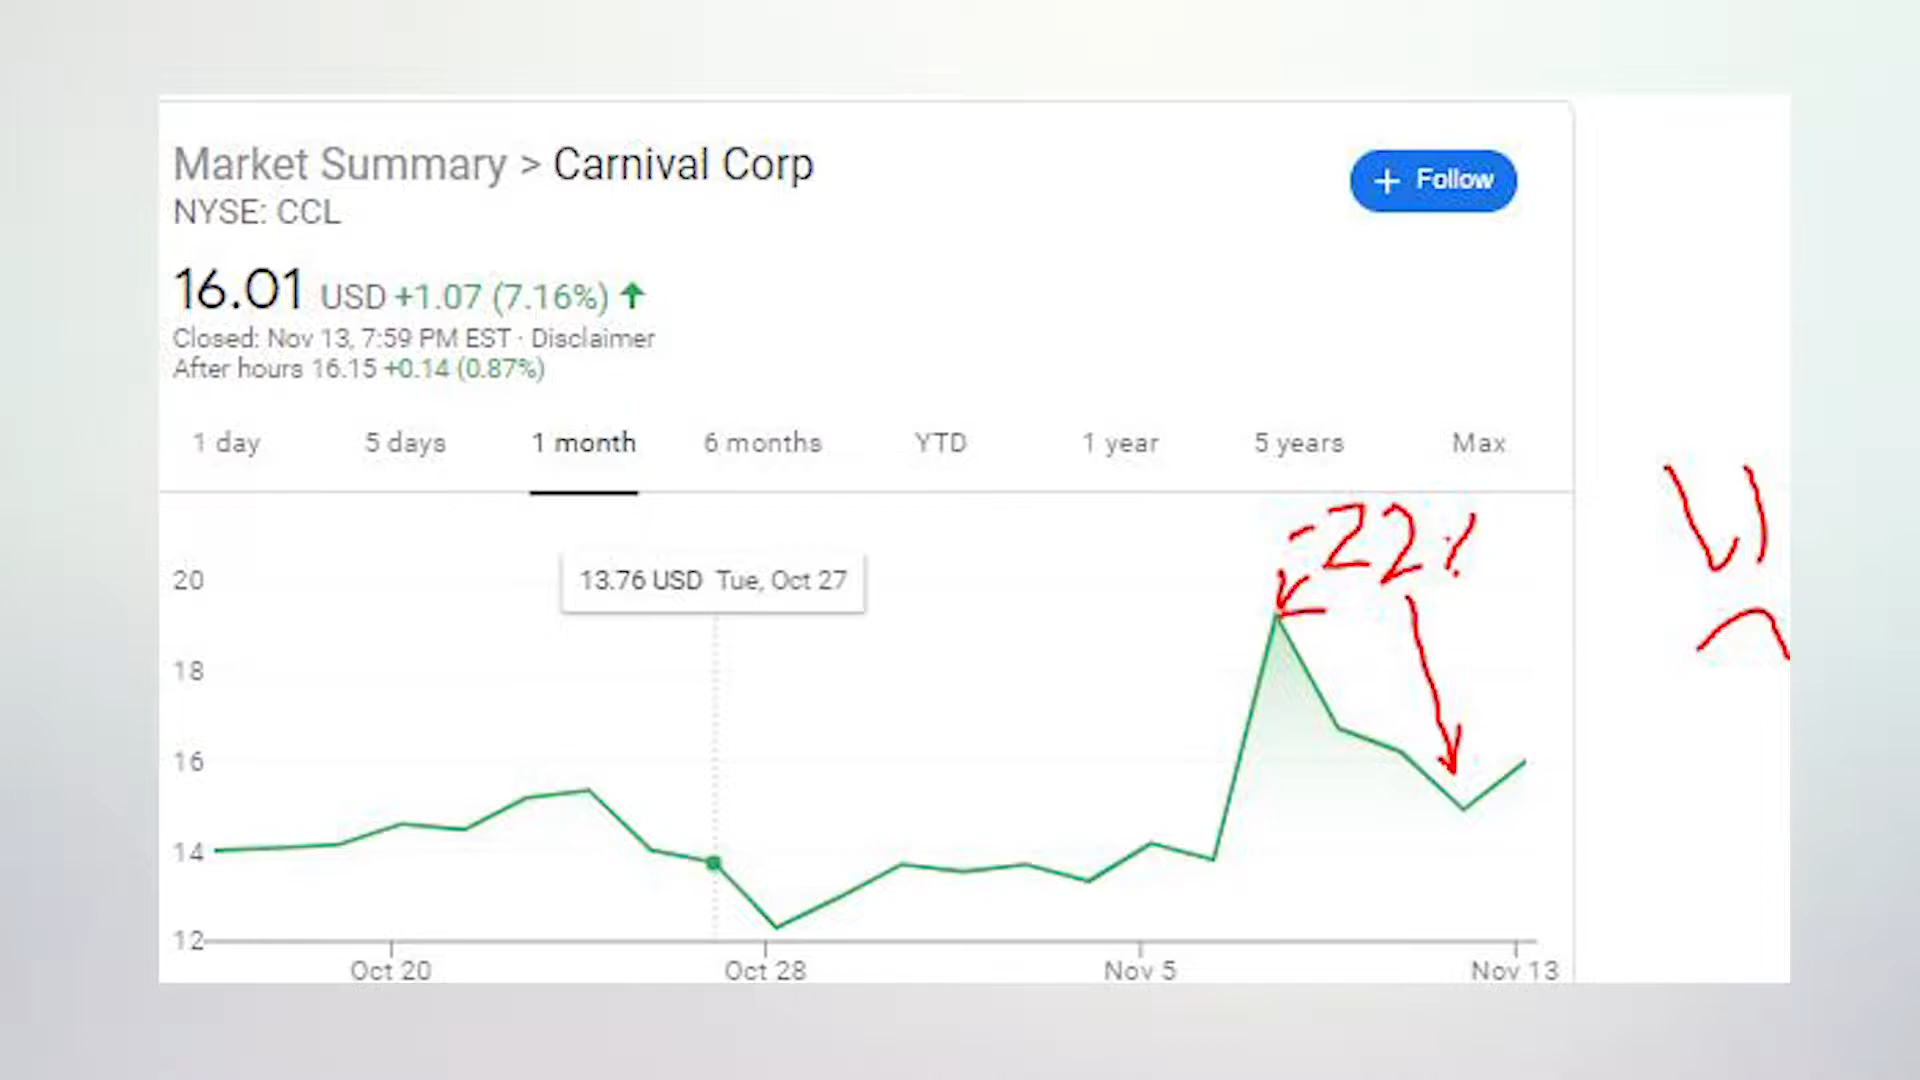 Market Summary > Carnival Corp
NYSE: CCL
+ Follow
16.01 USD +1.07 (7.16%)
Closed: Nov 13, 7:59 PM EST · Disclaimer
After hours 16.15 +0.14 (0.87%)
1 day 5 days 1 month 6 months YTD 1 year 5 years Max
-22%
13.76 USD Tue, Oct 27
20
18
16
14
12
Oct 20 Oct 28 Nov 5 Nov 13